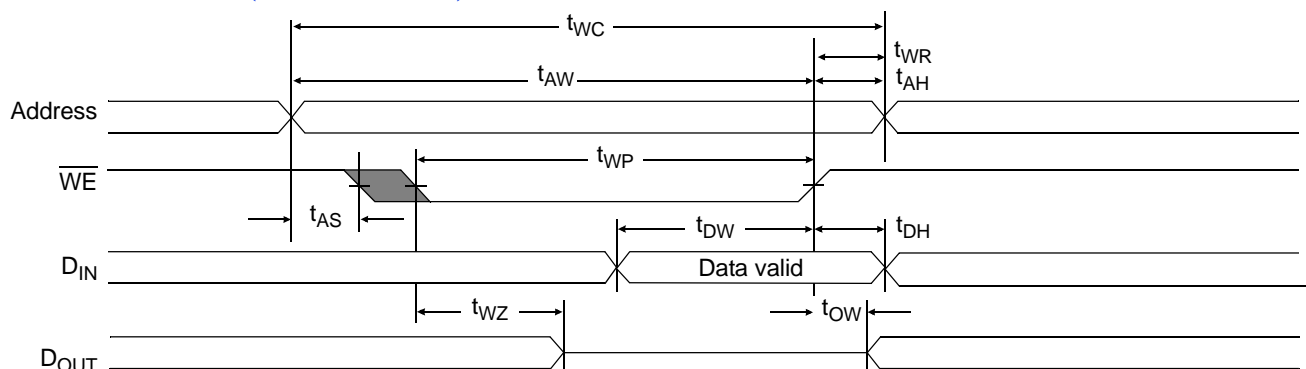 tWC
tWR
tAW
tAH
Address
tWP
WE
tAS
tDW
tDH
DIN
Data valid
tWZ
tOW
DOUT